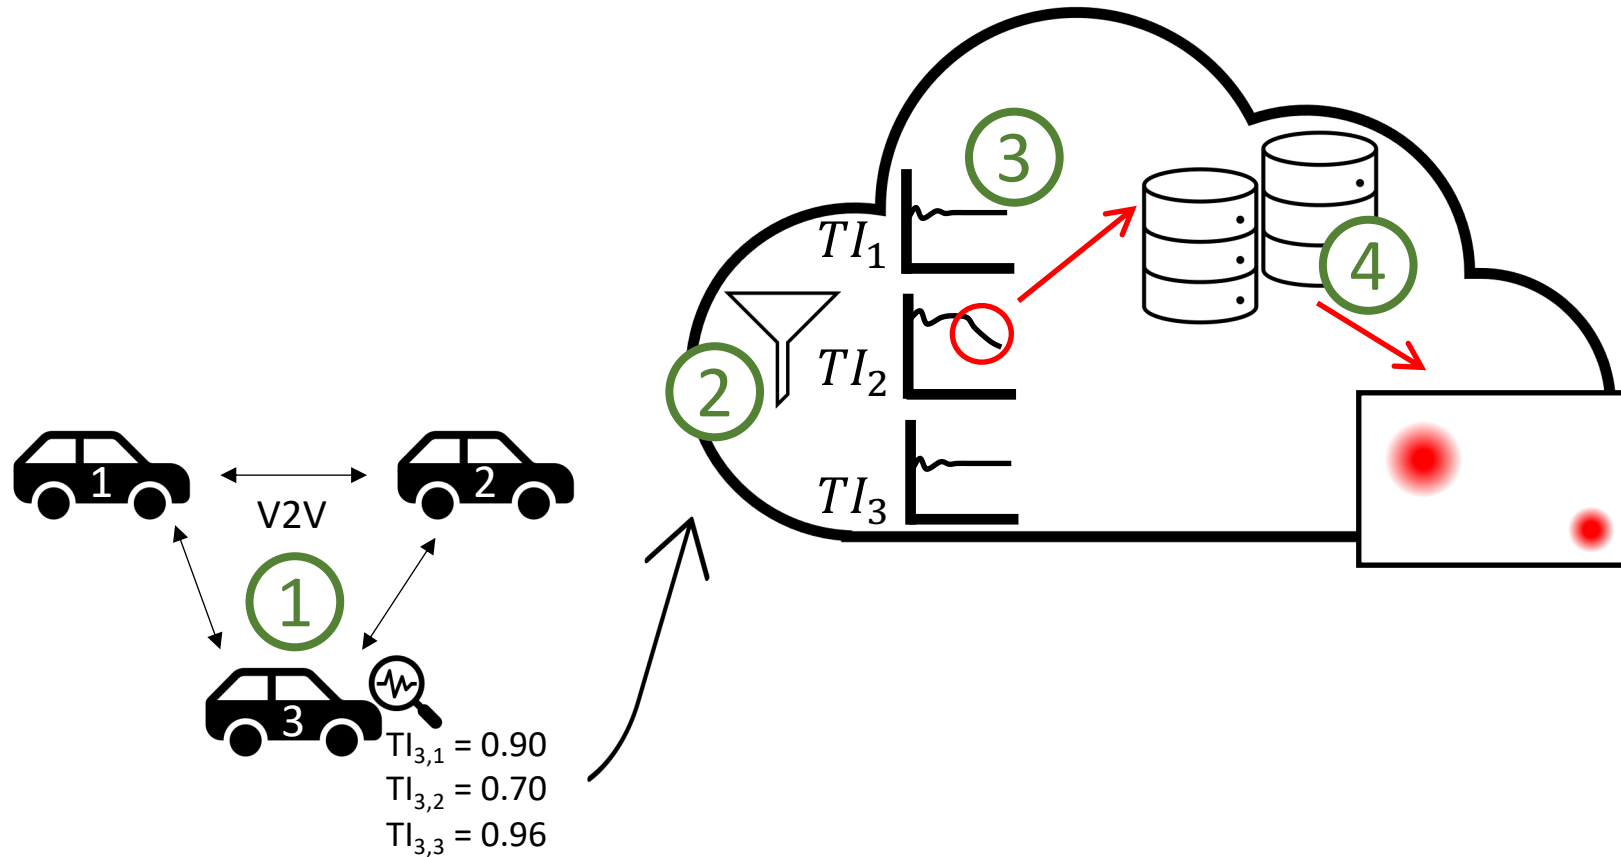 1
2
V2V
1
3
TI3,1 = 0.90
TI3,2 = 0.70
TI3,3 = 0.96
2
3
TI1
TI2
TI3
4